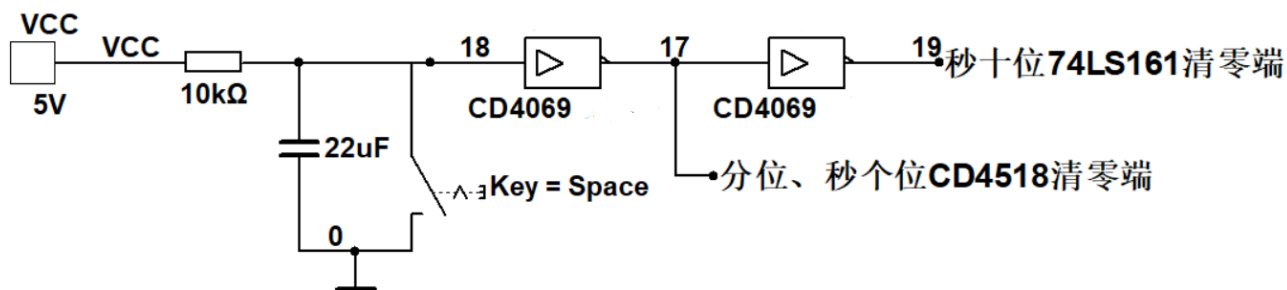 VCC
VCC
5V
10kΩ
22uF
0
Key = Space
18
CD4069
17
CD4069
19
秒十位74LS161清零端
分位、秒个位CD4518清零端